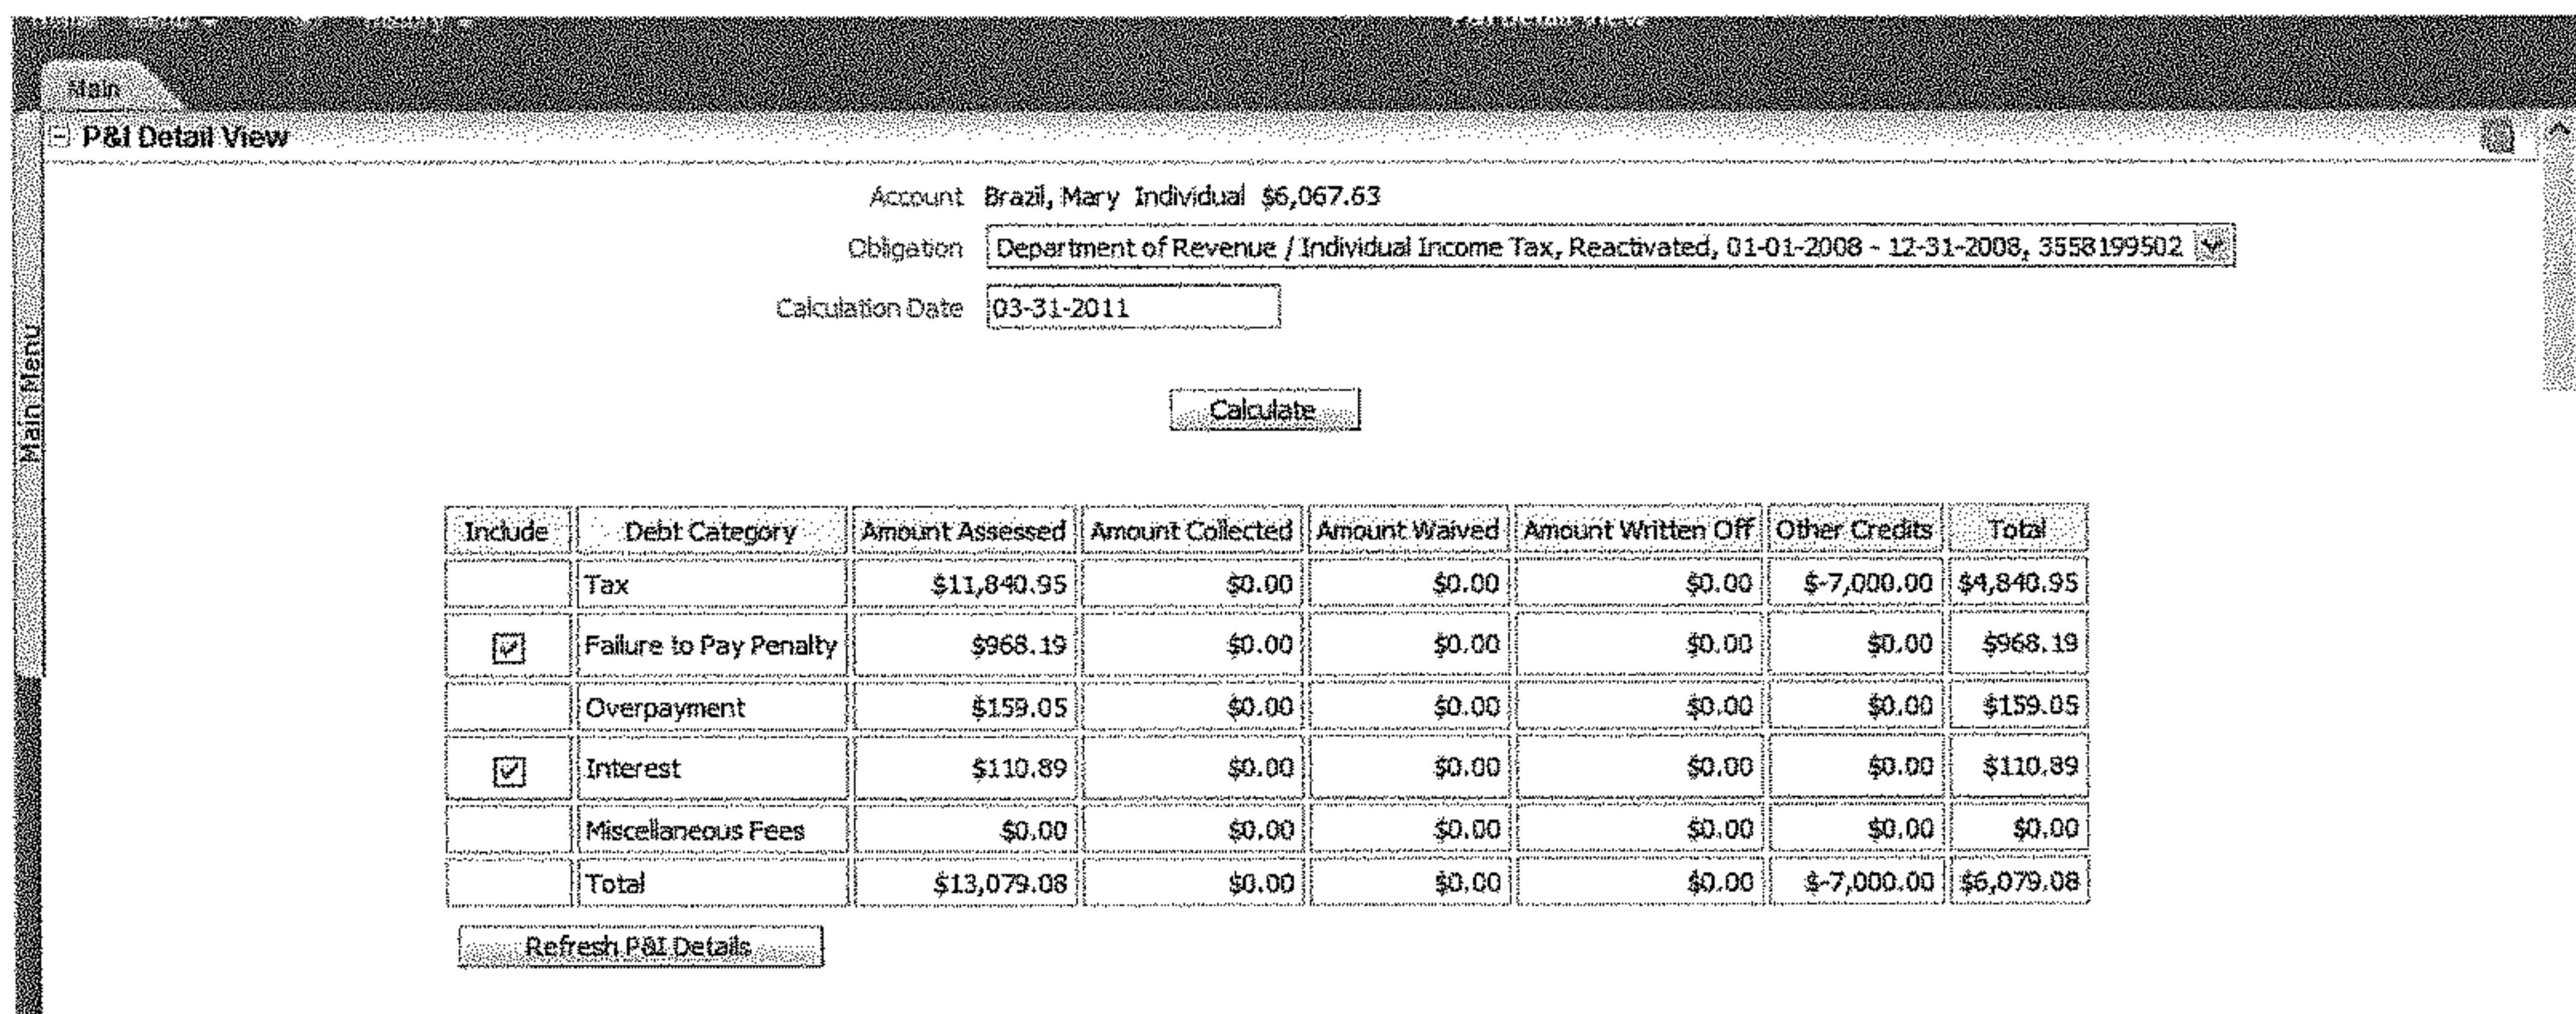 Main
P&I Detail View
Account Brazil, Mary Individual $6,067.63
Obligation Department of Revenue / Individual Income Tax, Reactivated, 01-01-2008 - 12-31-2008, 3558199502
Calculation Date 03-31-2011
Main Menu
Calculate
Include Debt Category Amount Assessed Amount Collected Amount Waived Amount Written Off Other Credits Total
Tax $11,840.95 $0.00 $0.00 $0.00 $-7,000.00 $4,840.95
Failure to Pay Penalty $968.19 $0.00 $0.00 $0.00 $0.00 $968.19
Overpayment $159.05 $0.00 $0.00 $0.00 $0.00 $159.05
Interest $110.89 $0.00 $0.00 $0.00 $0.00 $110.89
Miscellaneous Fees $0.00 $0.00 $0.00 $0.00 $0.00 $0.00
Total $13,079.08 $0.00 $0.00 $0.00 $-7,000.00 $6,079.08
Refresh P&I Details